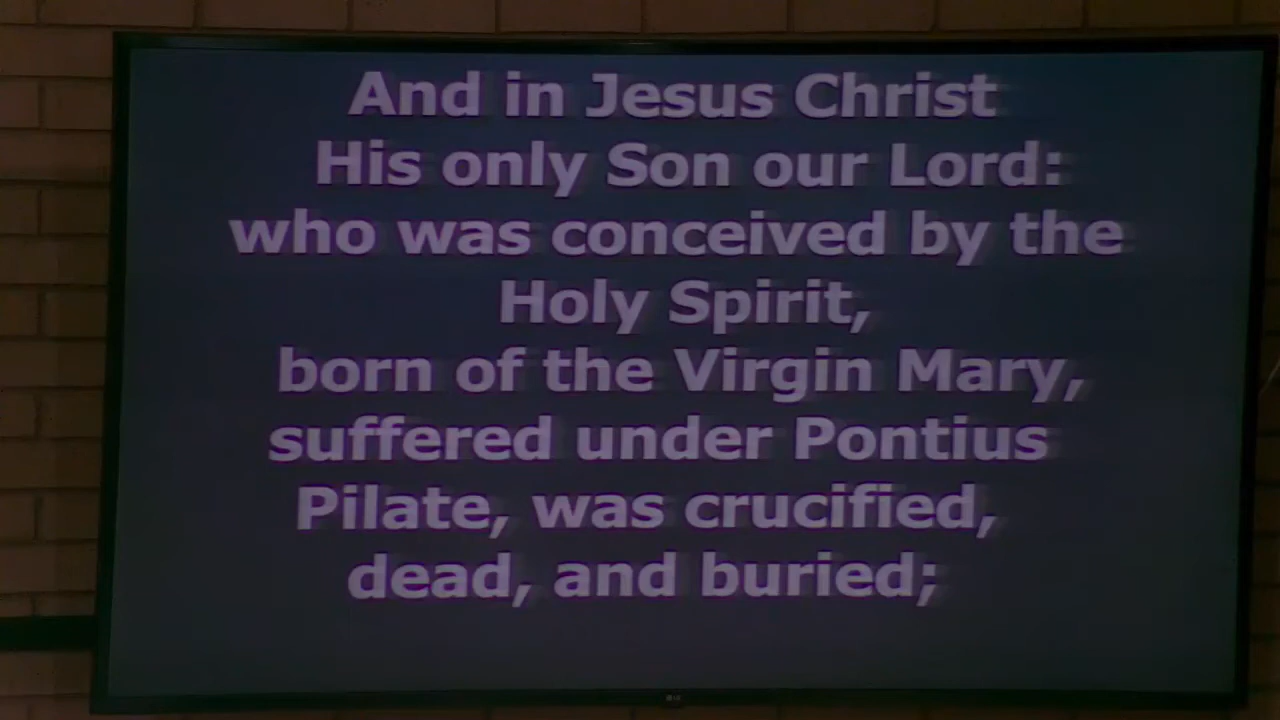 And in Jesus Christ
His only Son our Lord:
who was conceived by the
Holy Spirit,
born of the Virgin Mary,
suffered under Pontius
Pilate, was crucified,
dead, and buried;
LG